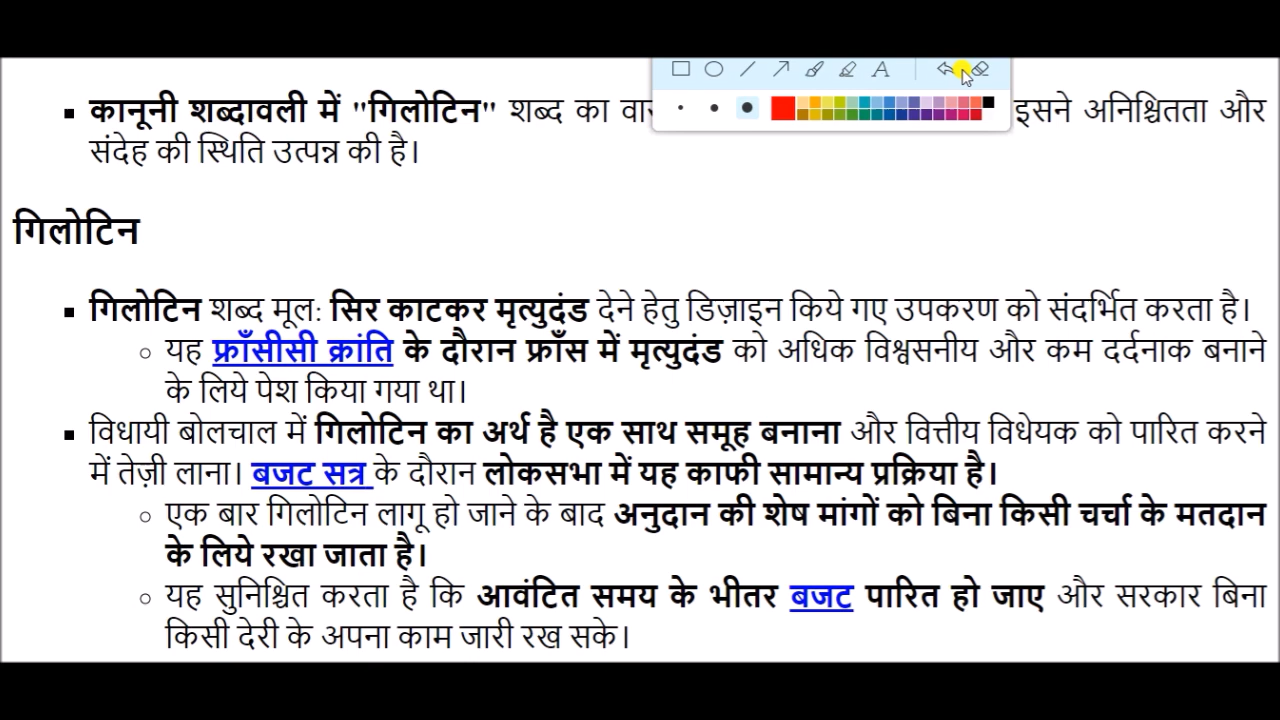 कानूनी शब्दावली में "गिलोटिन" शब्द का इसने अनिश्चितता और
संदेह की स्थिति उत्पन्न की है।
गिलोटिन
गिलोटिन शब्द मूल: सिर काटकर मृत्युदंड देने हेतु डिज़ाइन किये गए उपकरण को संदर्भित करता है।
यह फ्राँसीसी क्रांति के दौरान फ्राँस में मृत्युदंड को अधिक विश्वसनीय और कम दर्दनाक बनाने
के लिये पेश किया गया था।
विधायी बोलचाल में गिलोटिन का अर्थ है एक साथ समूह बनाना और वित्तीय विधेयक को पारित करने
में तेज़ी लाना। बजट सत्र के दौरान लोकसभा में यह काफी सामान्य प्रक्रिया है।
एक बार गिलोटिन लागू हो जाने के बाद अनुदान की शेष मांगों को बिना किसी चर्चा के मतदान
के लिये रखा जाता है।
यह सुनिश्चित करता है कि आवंटित समय के भीतर बजट पारित हो जाए और सरकार बिना
किसी देरी के अपना काम जारी रख सके।